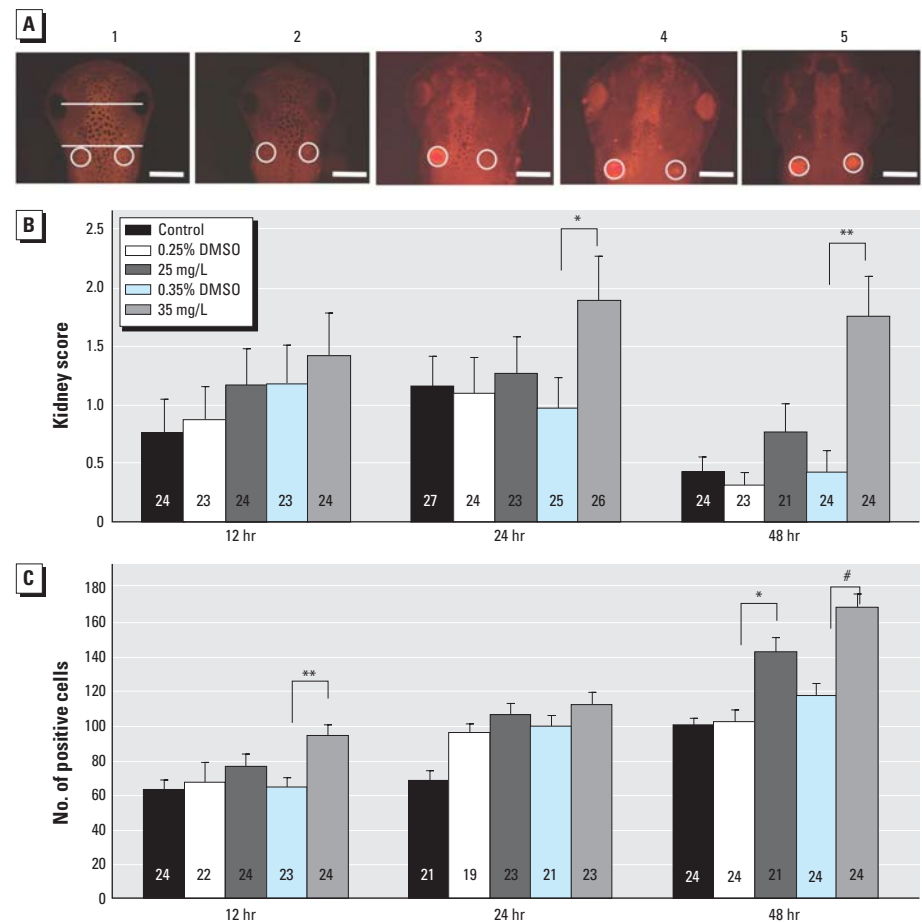 A
1 2 3 4 5
B
Kidney score
2.5
2.0
1.5
1.0
0.5
0
Control
0.25% DMSO
25 mg/L
0.35% DMSO
35 mg/L
* **
24 23 24 23 24 27 24 23 25 26 24 23 21 24 24
12 hr 24 hr 48 hr
C
No. of positive cells
180
160
140
120
100
80
60
40
20
0
** * #
24 22 24 23 24 21 19 23 21 23 24 24 21 24 24
12 hr 24 hr 48 hr